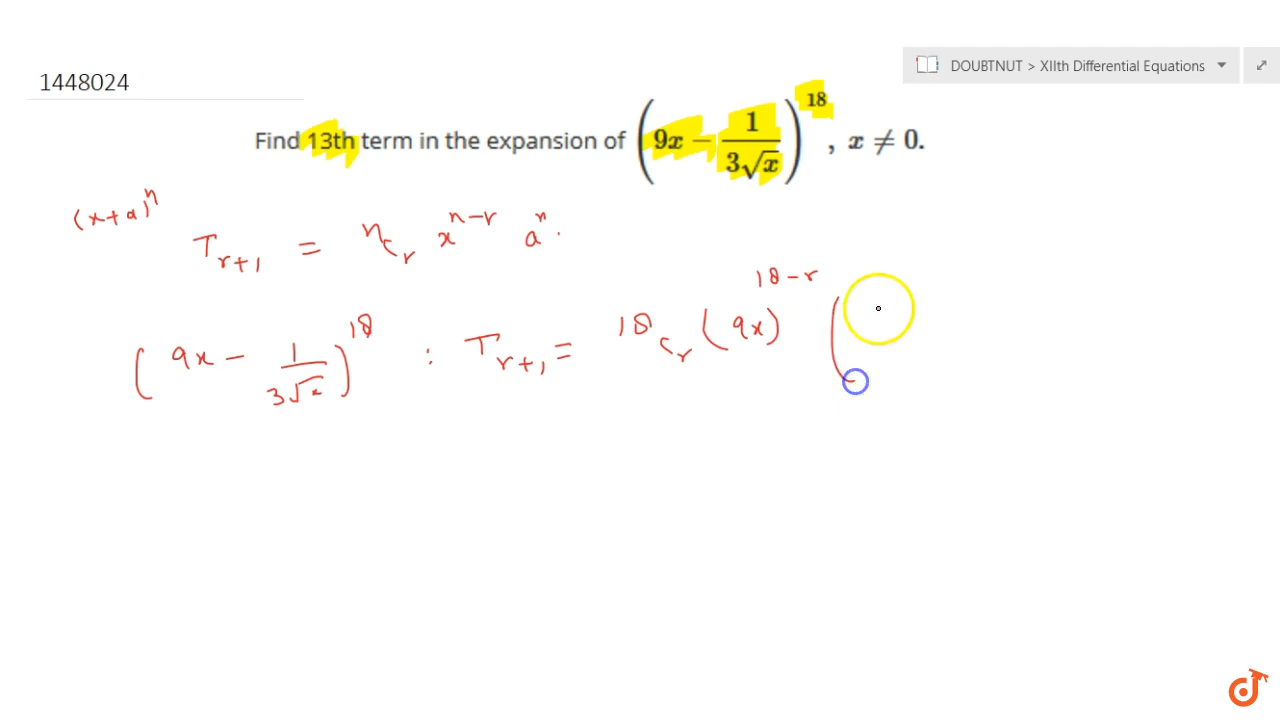 1448024
DOUBTNUT > XIIth Differential Equations
Find 13th term in the expansion of (9x − 1/(3√x))^18, x ≠ 0.
(x+a)^n
T_{r+1} = ^nC_r x^{n-r} a^r.
(9x − 1/(3√x))^18 : T_{r+1} = ^18C_r (9x)^{18-r} (